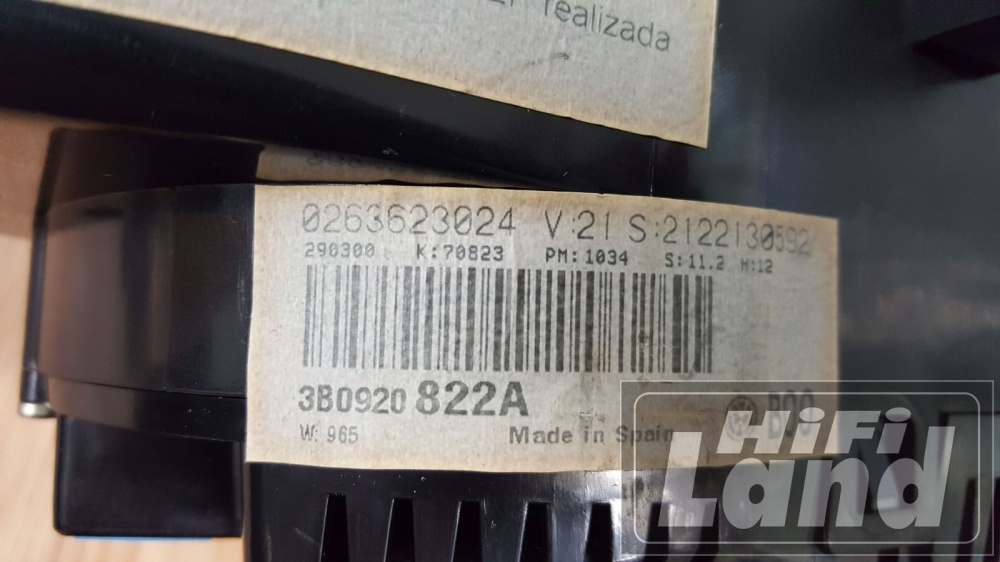 realizada
0263623024 V:21 S:2122130592
290300 K:70823 PM:1034 S:11.2 H:12
3B0920 822A B00
W: 965 Made in Spain
HiFi
Land